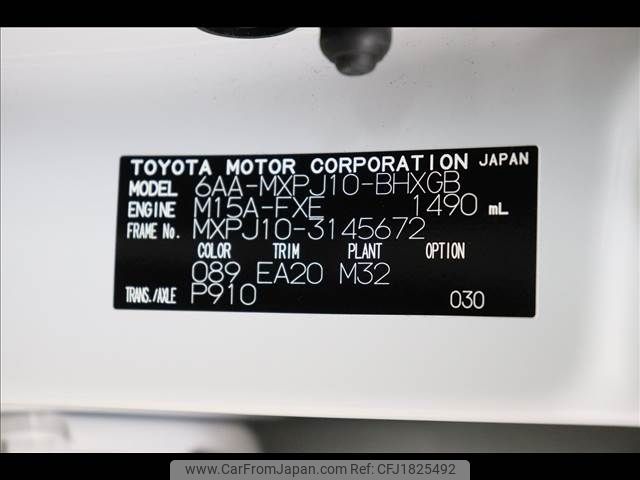 TOYOTA MOTOR CORPORATION JAPAN
MODEL 6AA-MXPJ10-BHXGB
ENGINE M15A-FXE 1490 mL
FRAME No. MXPJ10-3145672
COLOR TRIM PLANT OPTION
089 EA20 M32
TRANS./AXLE P910 030
www.CarFromJapan.com ID:CFJ1825492